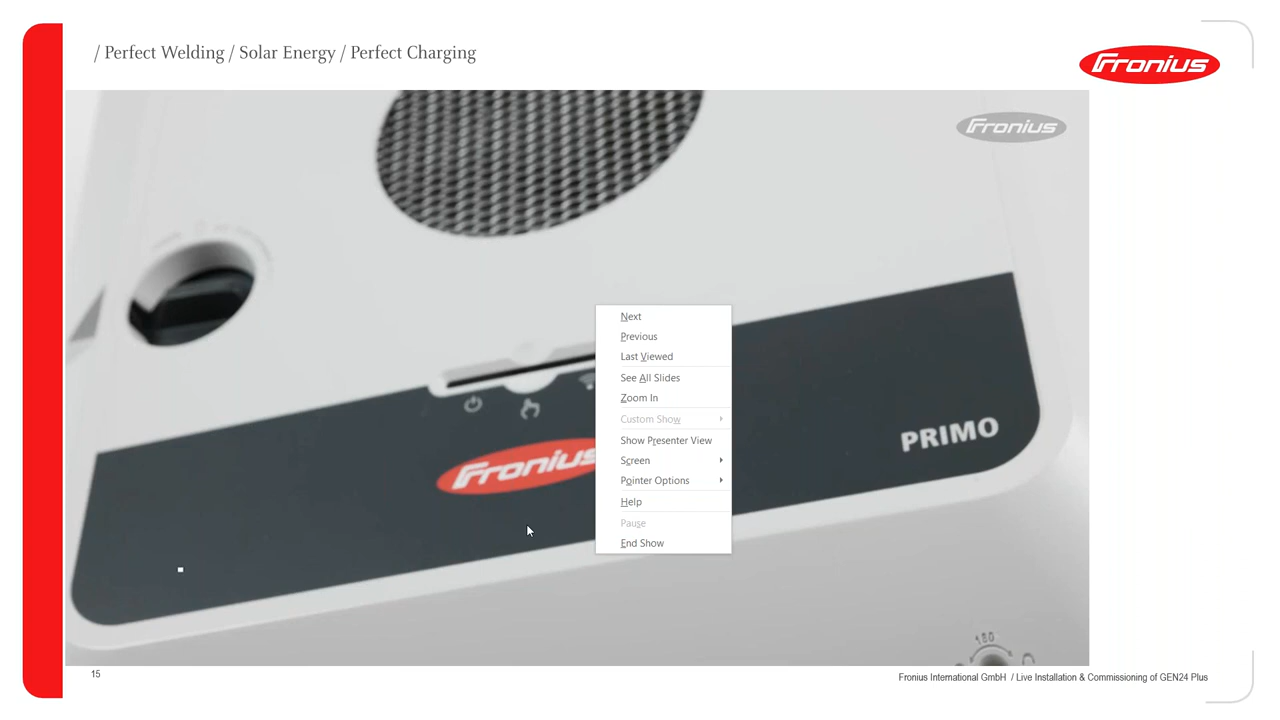 / Perfect Welding / Solar Energy / Perfect Charging
Fronius
Fronius
Next
Previous
Last Viewed
See All Slides
Zoom In
Custom Show
Show Presenter View
Screen
Pointer Options
Help
Pause
End Show
PRIMO
Fronius
180
15
Fronius International GmbH / Live Installation & Commissioning of GEN24 Plus